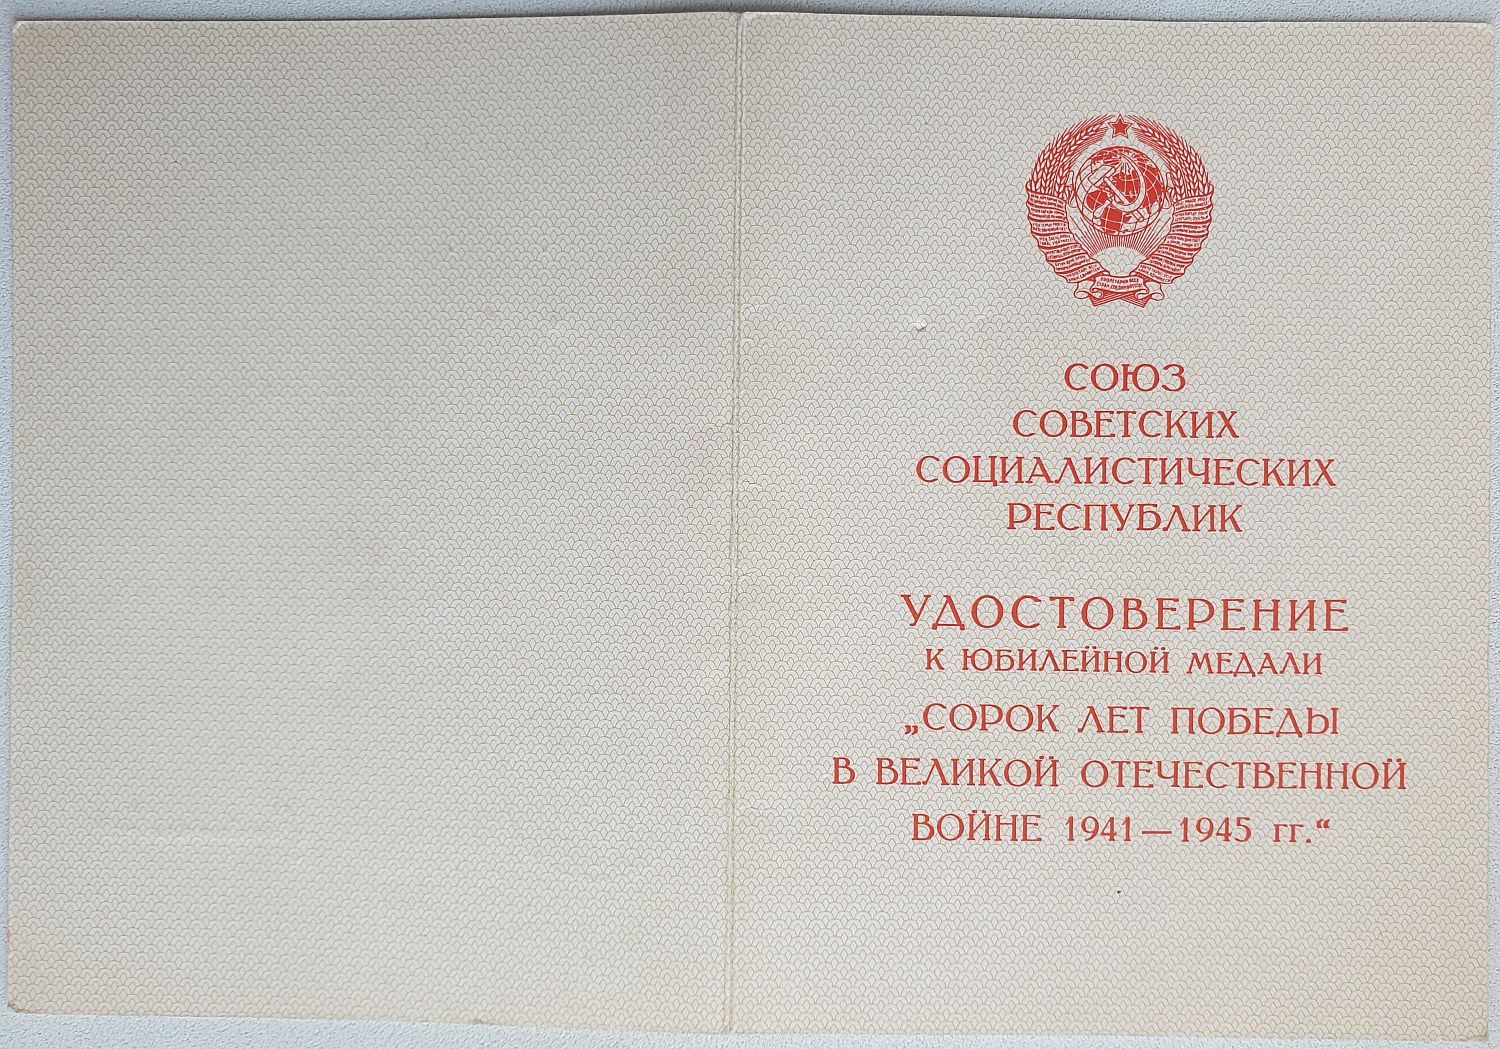 СОЮЗ
СОВЕТСКИХ
СОЦИАЛИСТИЧЕСКИХ
РЕСПУБЛИК
УДОСТОВЕРЕНИЕ
К ЮБИЛЕЙНОЙ МЕДАЛИ
„СОРОК ЛЕТ ПОБЕДЫ
В ВЕЛИКОЙ ОТЕЧЕСТВЕННОЙ
ВОЙНЕ 1941—1945 гг.“